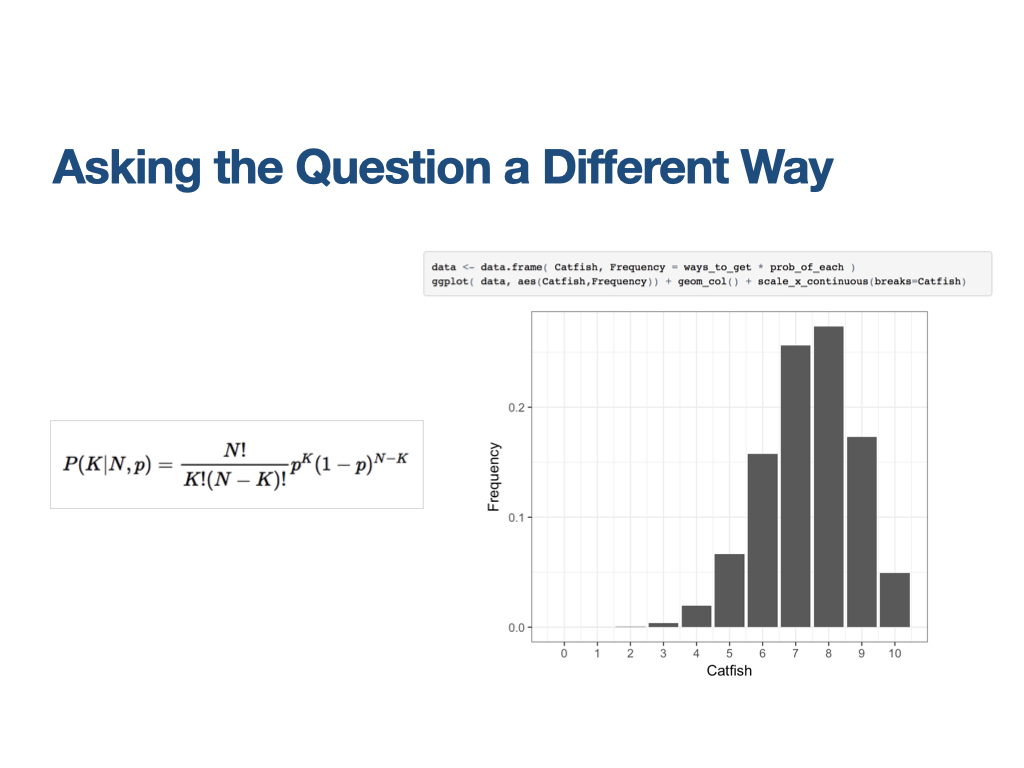 Asking the Question a Different Way
data <- data.frame( Catfish, Frequency = ways_to_get * prob_of_each )
ggplot( data, aes(Catfish,Frequency)) + geom_col() + scale_x_continuous(breaks=Catfish)
P(K|N, p) = \frac{N!}{K!(N − K)!} p^K (1 − p)^{N−K}
Frequency
0.2
0.1
0.0
0 1 2 3 4 5 6 7 8 9 10
Catfish